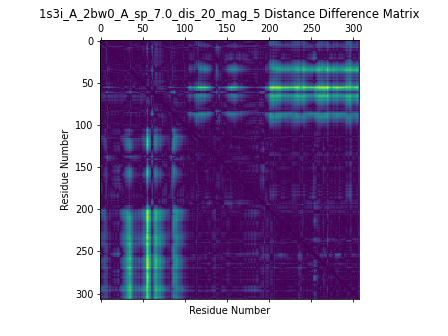 1s3i_A_2bw0_A_sp_7.0_dis_20_mag_5 Distance Difference Matrix
0 50 100 150 200 250 300
0
50
100
150
200
250
300
Residue Number
Residue Number